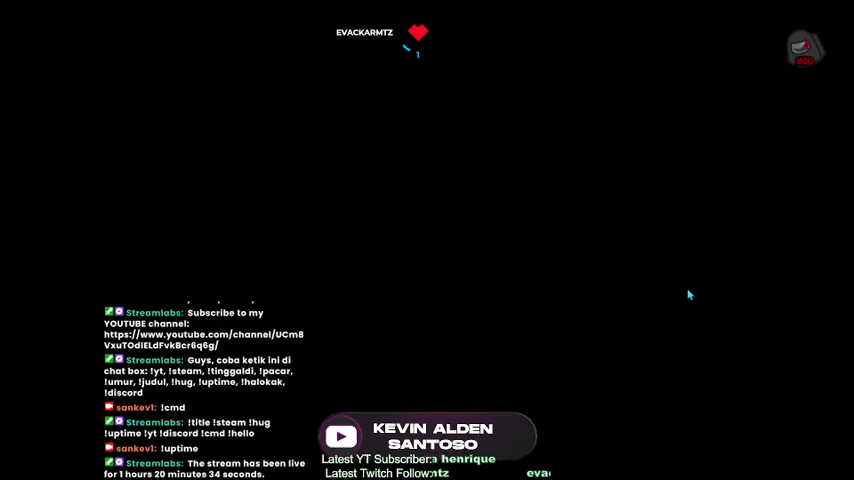 EVACKARMTZ
1
Streamlabs: Subscribe to my
YOUTUBE channel:
https://www.youtube.com/channel/UCm8
VxuTOdlELdFvkBcr6q6g/
Streamlabs: Guys, coba ketik ini di
chat box: !yt, !steam, !tinggaldi, !pacar,
!umur, !judul, !hug, !uptime, !halokak,
!discord
sankev1: !cmd
Streamlabs: !title !steam !hug
!uptime !yt !discord !cmd !hello
sankev1: !uptime
Streamlabs: The stream has been live
for 1 hours 20 minutes 34 seconds.
KEVIN ALDEN
SANTOSO
Latest YT Subscriber:a henrique
Latest Twitch Follow:ntz eva